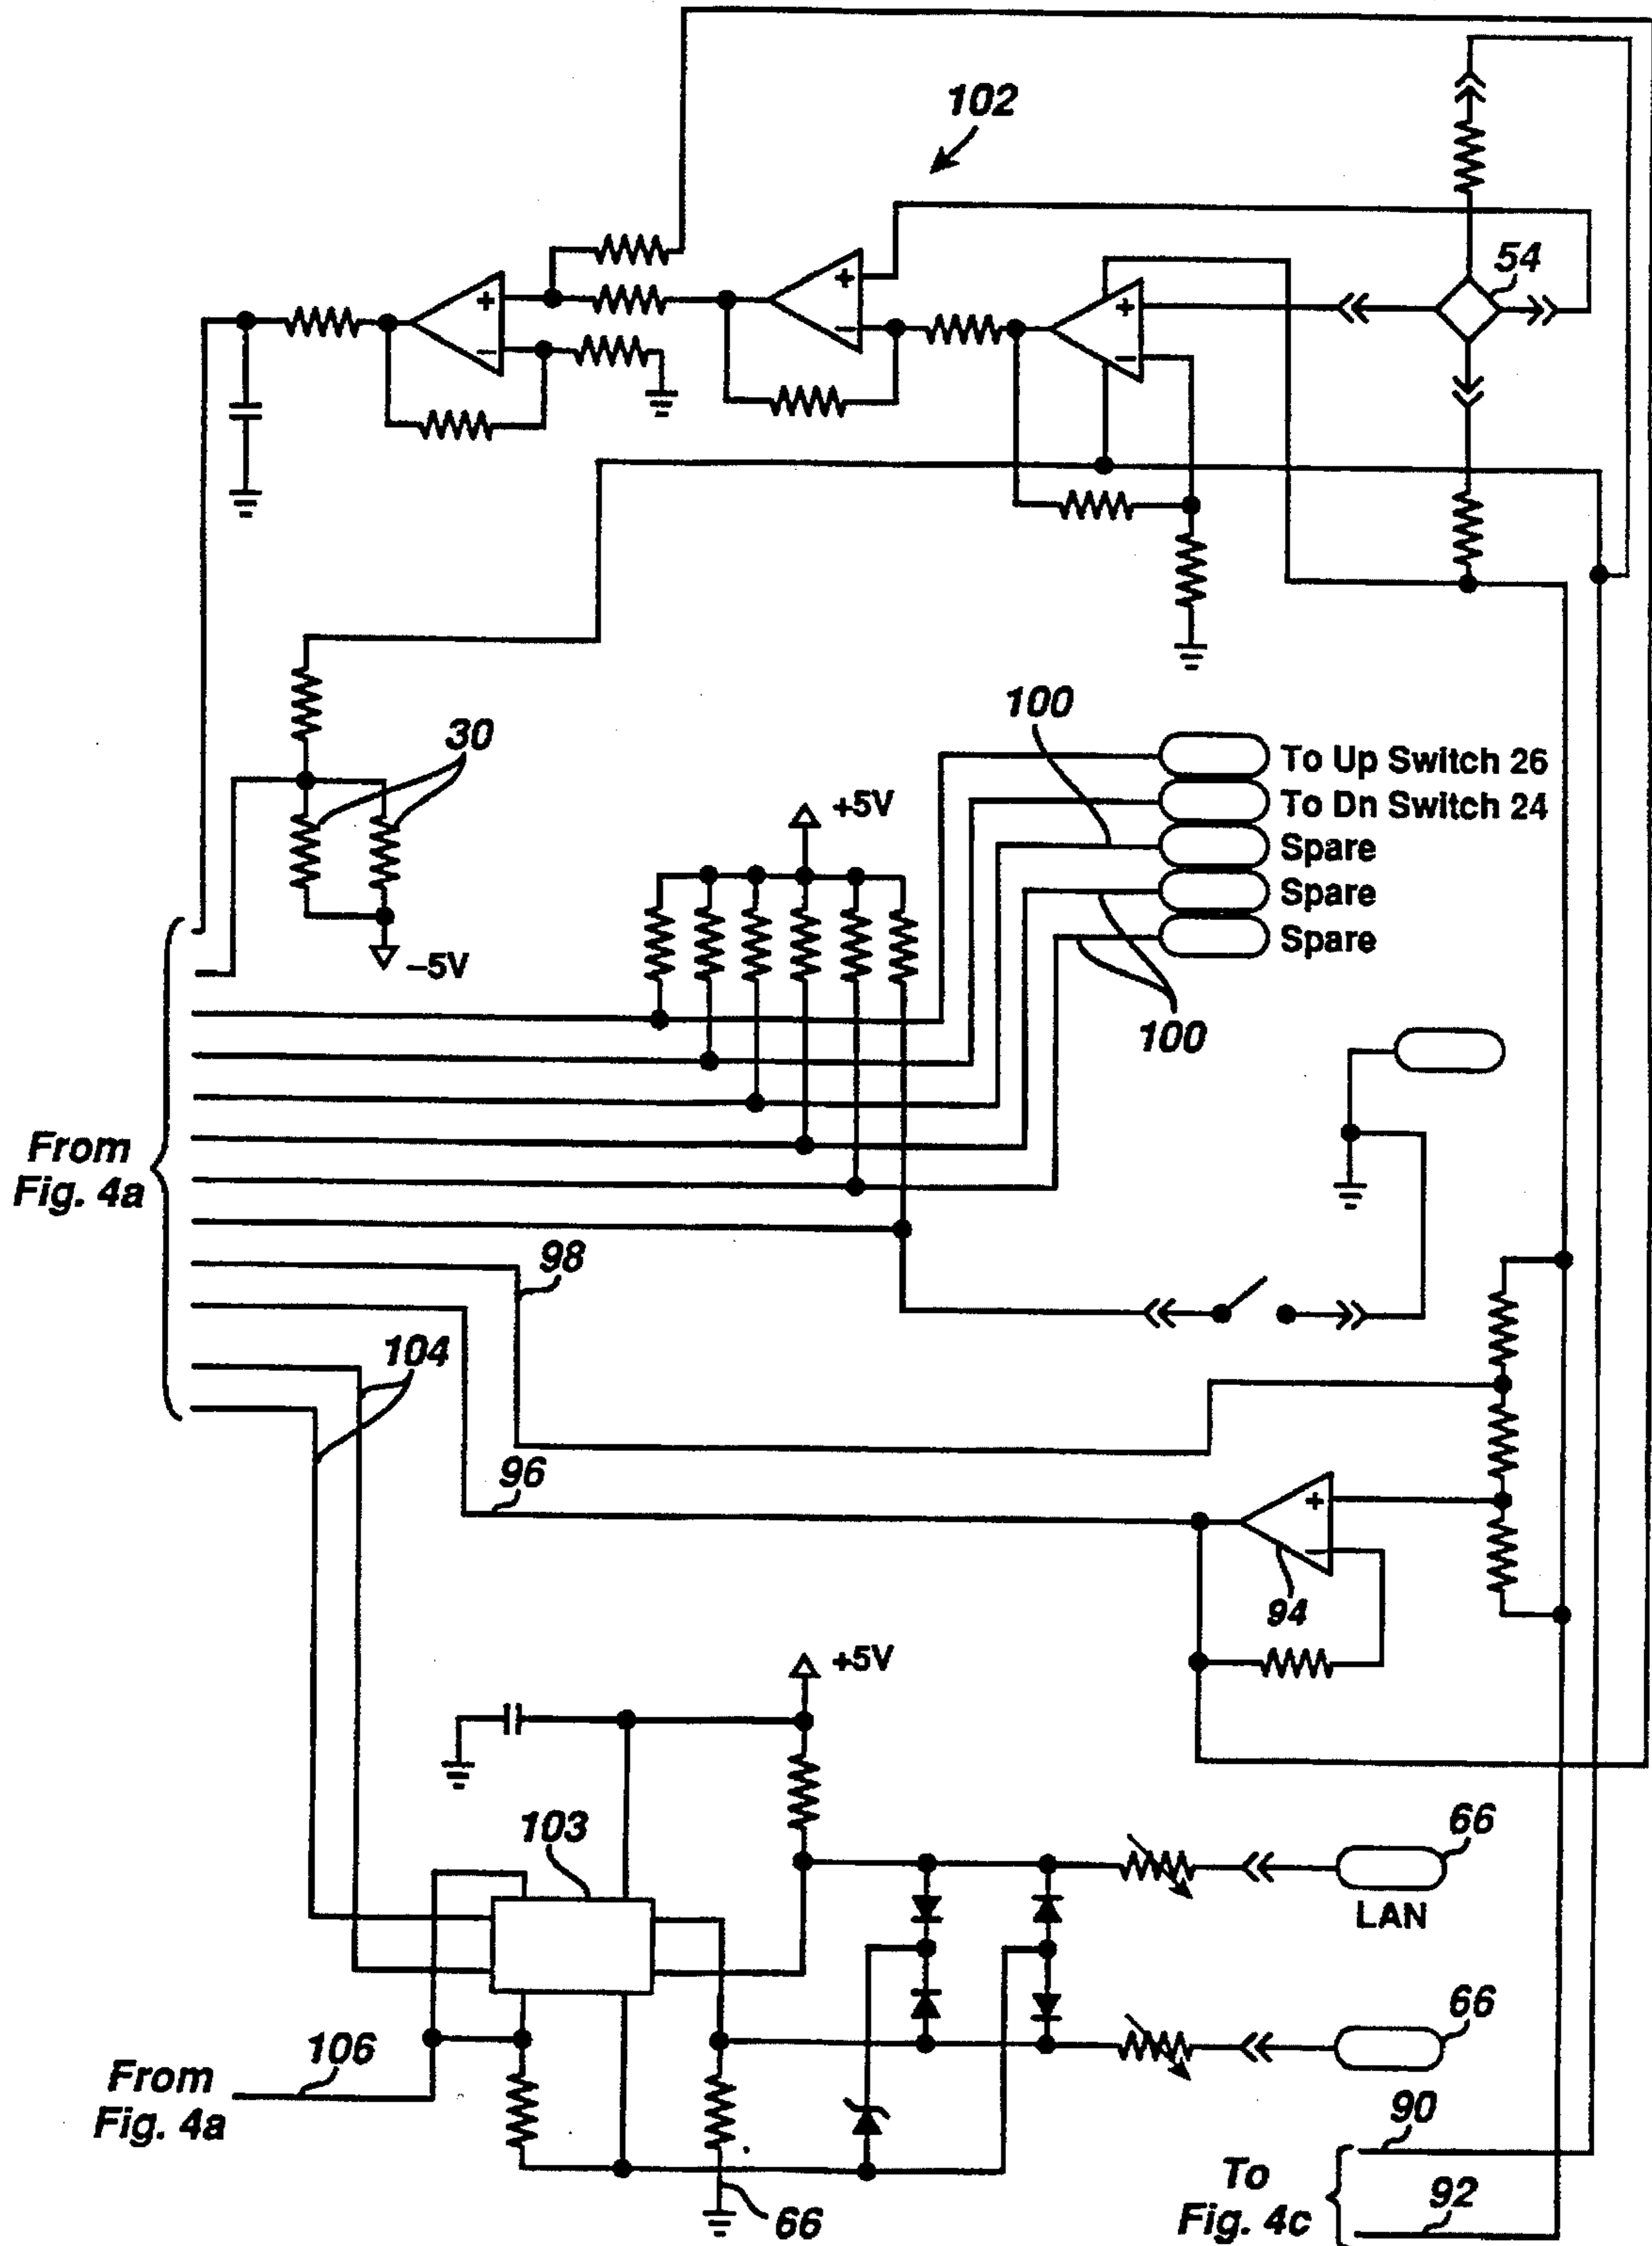 102
54
+
−
+
−
+
−
30
100
To Up Switch 26
To Dn Switch 24
Spare
Spare
Spare
+5V
−5V
100
From
Fig. 4a
98
104
96
+
−
94
+5V
103
66
LAN
66
106
From
Fig. 4a
66
90
To
Fig. 4c
92